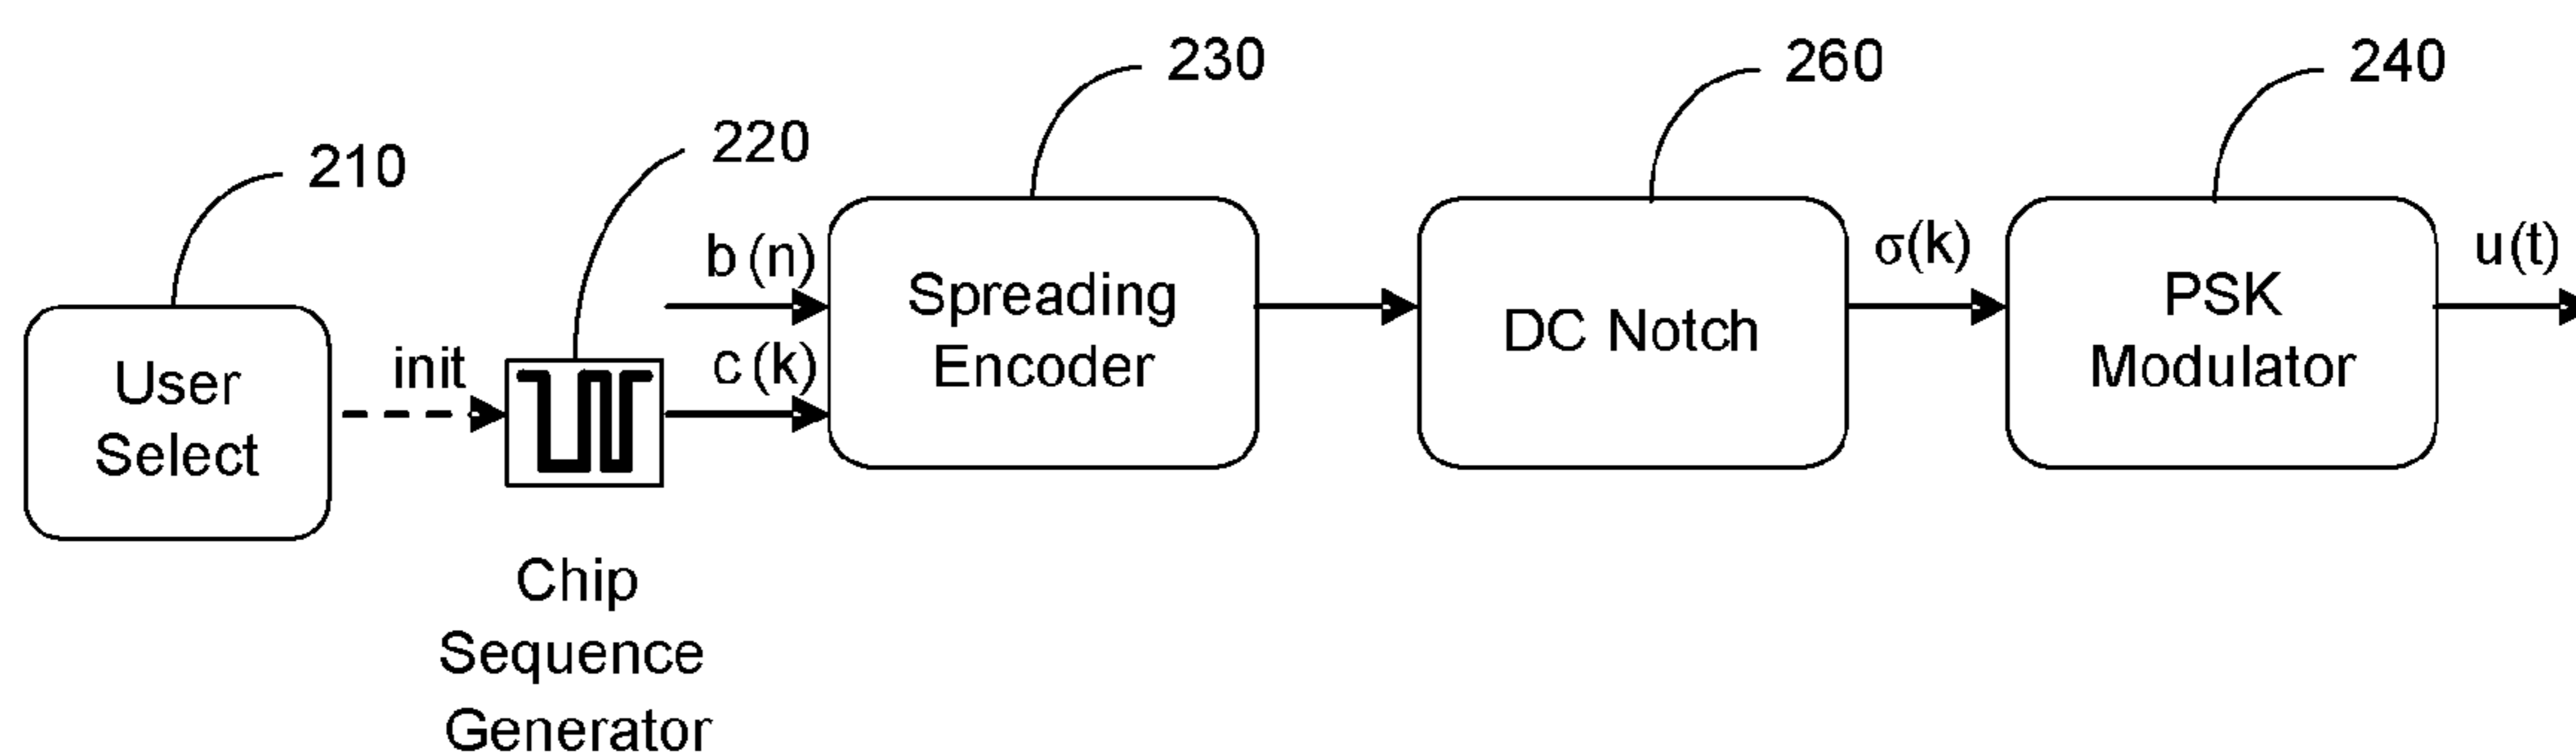 230
260
240
220
210
b (n)
Spreading
Encoder
DC Notch
σ(k)
PSK
Modulator
u(t)
User
Select
init
c (k)
Chip
Sequence
Generator